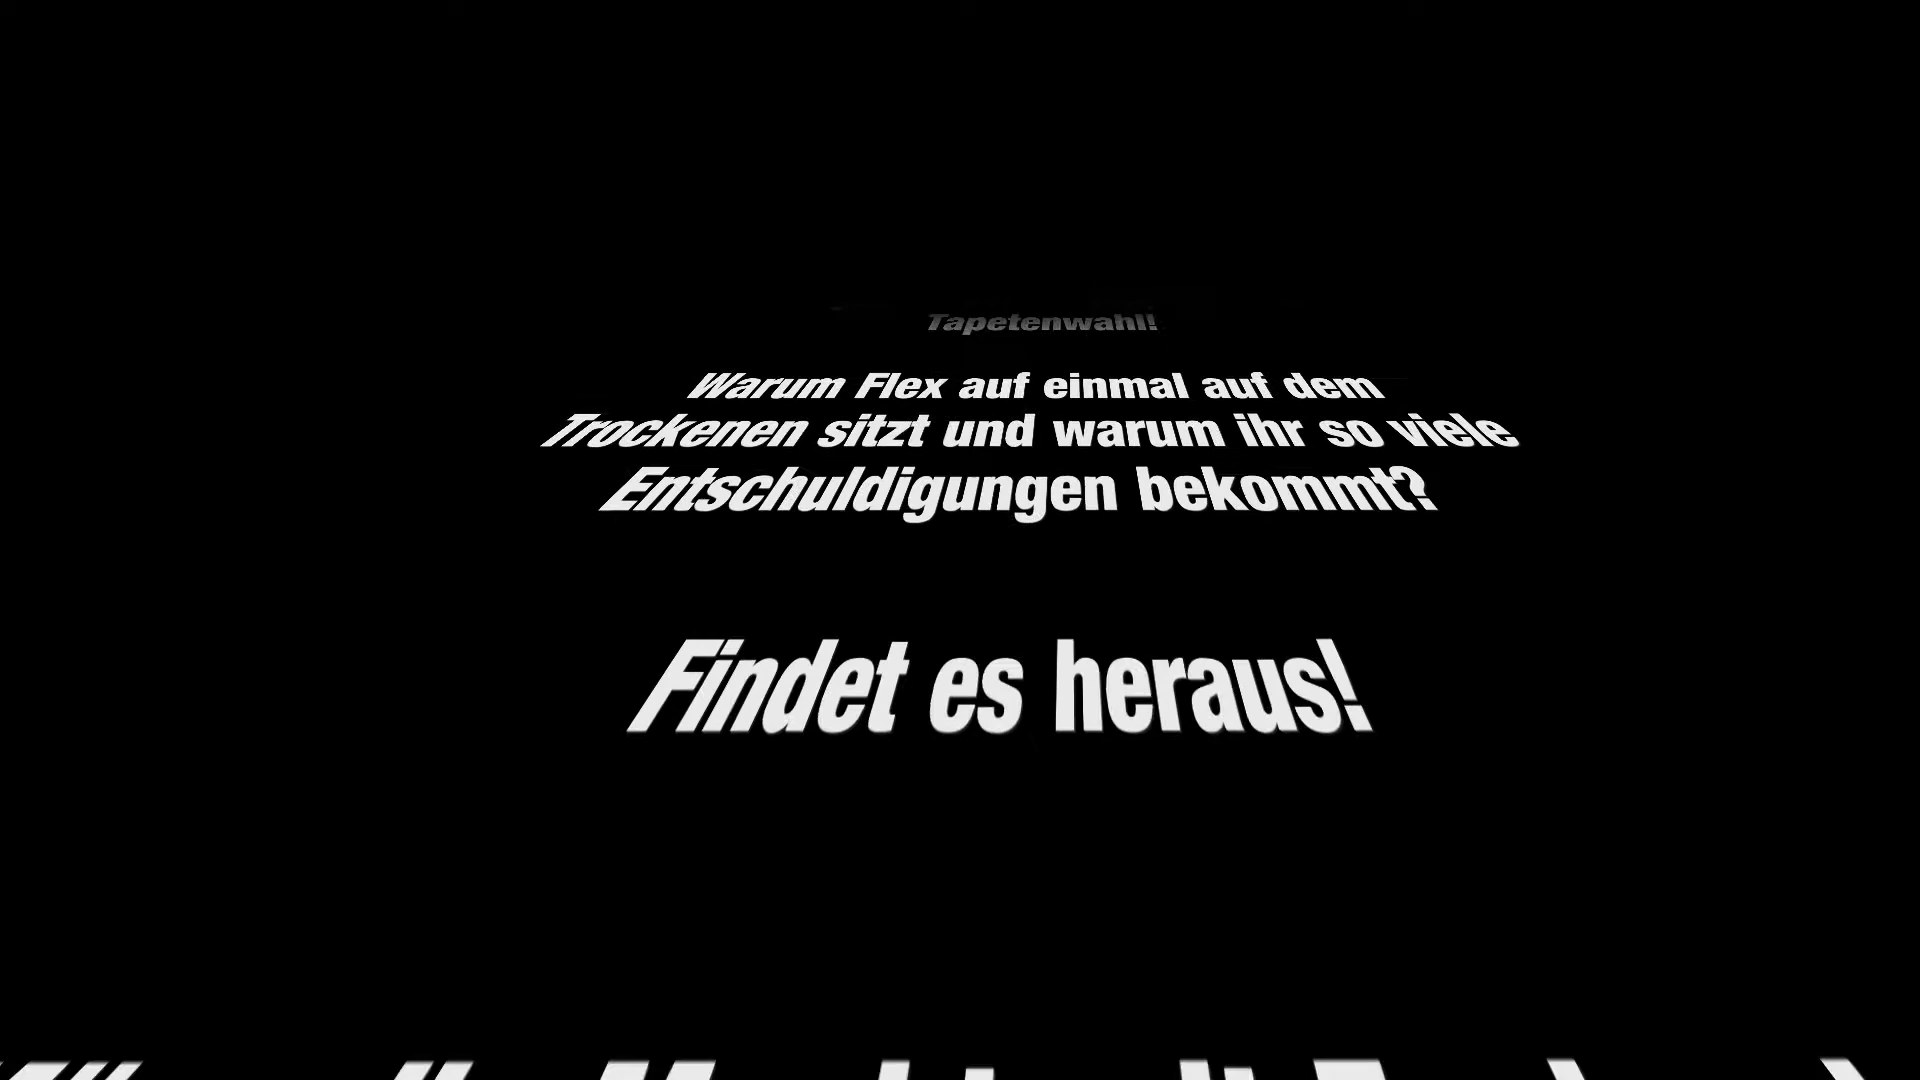 Tapetenwahl!
Warum Flex auf einmal auf dem
Trockenen sitzt und warum ihr so viele
Entschuldigungen bekommt?
Findet es heraus!